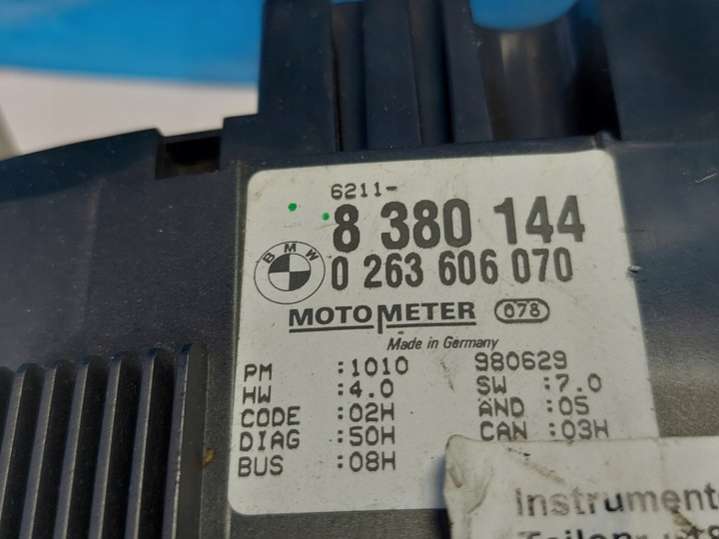 6211-
8 380 144
BMW
0 263 606 070
MOTOMETER 078
Made in Germany
PM :1010 980629
HW :4.0 SW :7.0
CODE :02H AND :05
DIAG :50H CAN :03H
BUS :08H
Instrument